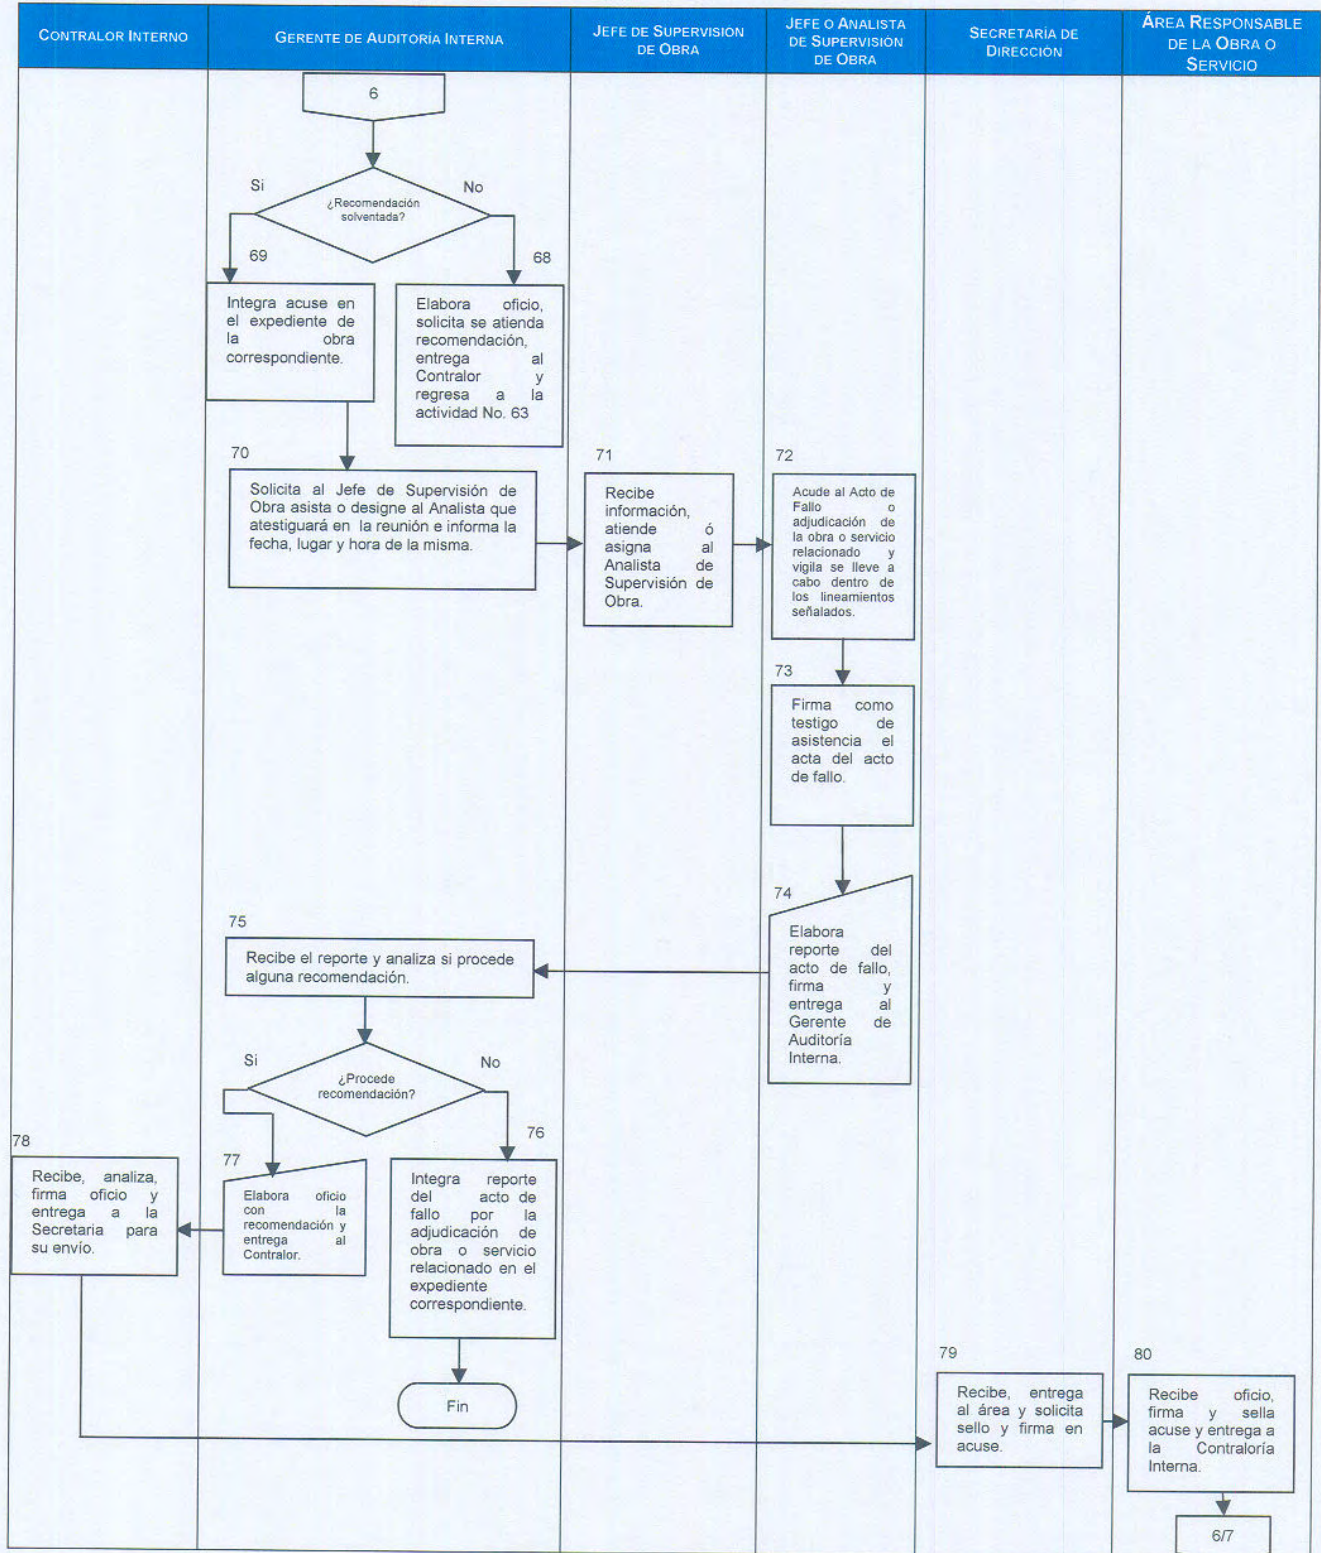 CONTRALOR INTERNO
GERENTE DE AUDITORÍA INTERNA
JEFE DE SUPERVISIÓN
DE OBRA
JEFE O ANALISTA
DE SUPERVISIÓN
DE OBRA
SECRETARÍA DE
DIRECCIÓN
ÁREA RESPONSABLE
DE LA OBRA O
SERVICIO
6
Si
¿Recomendación
solventada?
No
69
Integra acuse en
el expediente de
la obra
correspondiente.
68
Elabora oficio,
solicita se atienda
recomendación,
entrega al
Contralor y
regresa a la
actividad No. 63
70
Solicita al Jefe de Supervisión de
Obra asista o designe al Analista que
atestiguará en la reunión e informa la
fecha, lugar y hora de la misma.
71
Recibe
información,
atiende ó
asigna al
Analista de
Supervisión de
Obra.
72
Acude al Acto de
Fallo o
adjudicación de
la obra o servicio
relacionado y
vigila se lleve a
cabo dentro de
los lineamientos
señalados.
73
Firma como
testigo de
asistencia el
acta del acto
de fallo.
74
Elabora
reporte del
acto de fallo,
firma y
entrega al
Gerente de
Auditoría
Interna.
75
Recibe el reporte y analiza si procede
alguna recomendación.
Si
¿Procede
recomendación?
No
76
Integra reporte
del acto de
fallo por la
adjudicación de
obra o servicio
relacionado en el
expediente
correspondiente.
77
Elabora oficio
con la
recomendación y
entrega al
Contralor.
78
Recibe, analiza,
firma oficio y
entrega a la
Secretaria para
su envío.
Fin
79
Recibe, entrega
al área y solicita
sello y firma en
acuse.
80
Recibe oficio,
firma y sella
acuse y entrega a
la Contraloría
Interna.
6/7